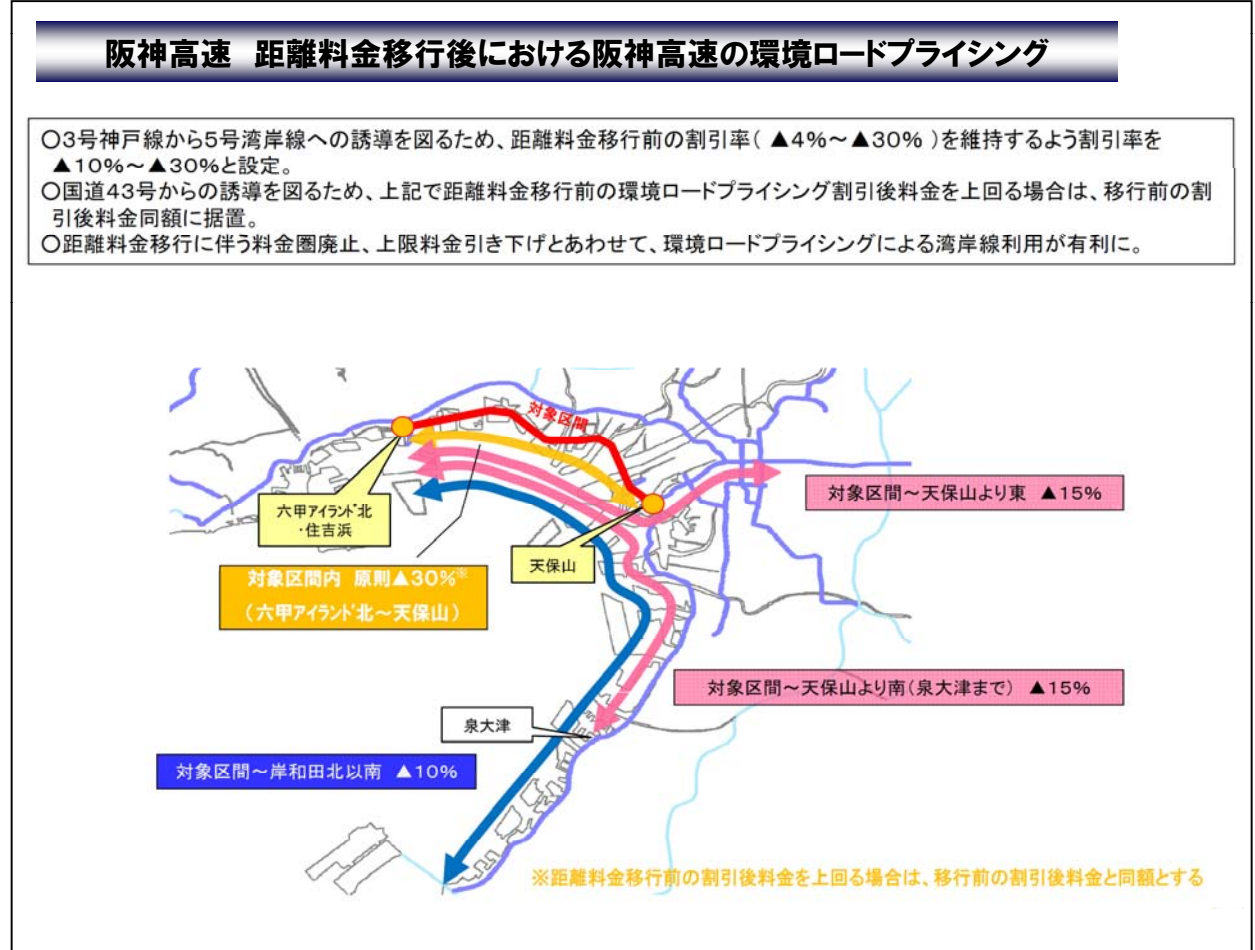 阪神高速 距離料金移行後における阪神高速の環境ロードプライシング
○3号神戸線から5号湾岸線への誘導を図るため、距離料金移行前の割引率( ▲4%~▲30% )を維持するよう割引率を
▲10%~▲30%と設定。
○国道43号からの誘導を図るため、上記で距離料金移行前の環境ロードプライシング割引後料金を上回る場合は、移行前の割
引後料金同額に据置。
○距離料金移行に伴う料金圏廃止、上限料金引き下げとあわせて、環境ロードプライシングによる湾岸線利用が有利に。
対象区間
六甲アイランド北
・住吉浜
対象区間~天保山より東 ▲15%
天保山
対象区間内 原則▲30%※
(六甲アイランド北~天保山)
対象区間~天保山より南(泉大津まで) ▲15%
泉大津
対象区間~岸和田北以南 ▲10%
※距離料金移行前の割引後料金を上回る場合は、移行前の割引後料金と同額とする